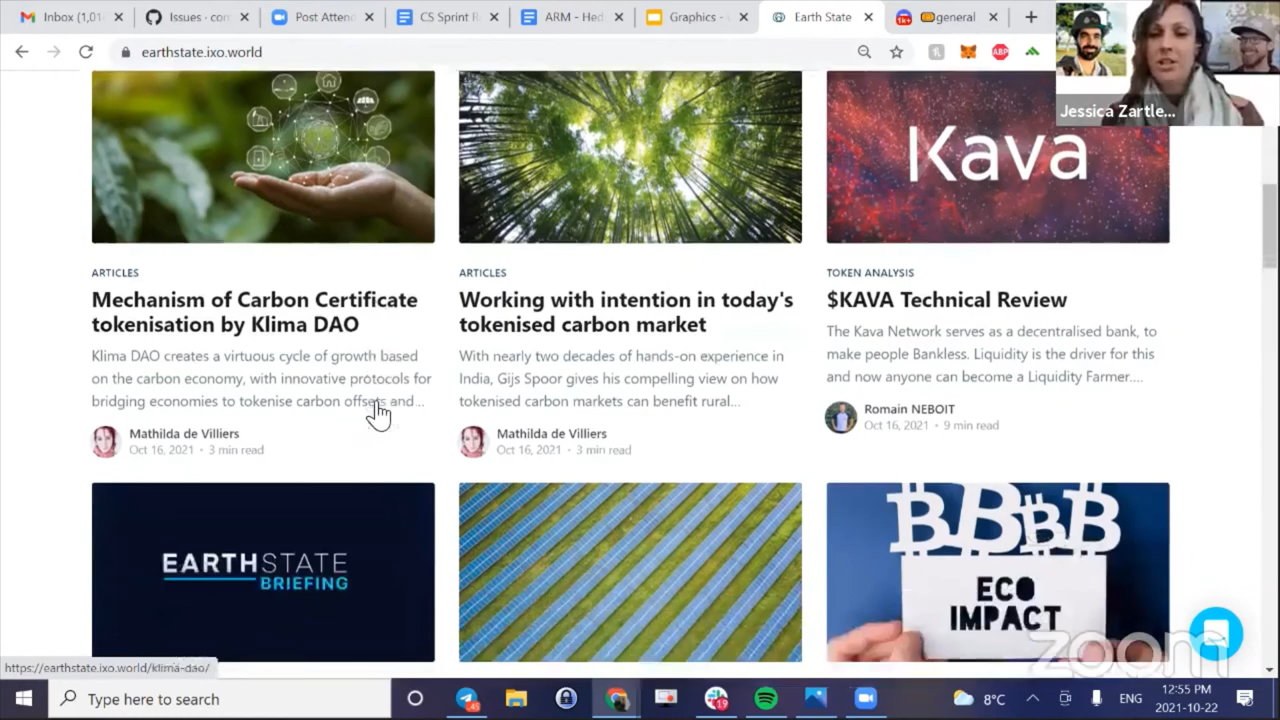 Inbox (1,01
Issues · com
Post Attend
CS Sprint R
ARM - Hed
Graphics -
Earth State
1k+
general
earthstate.ixo.world
ABP
Jessica Zartle...
Kava
ARTICLES
Mechanism of Carbon Certificate
tokenisation by Klima DAO
Klima DAO creates a virtuous cycle of growth based
on the carbon economy, with innovative protocols for
bridging economies to tokenise carbon offsets and...
Mathilda de Villiers
Oct 16, 2021 • 3 min read
ARTICLES
Working with intention in today's
tokenised carbon market
With nearly two decades of hands-on experience in
India, Gijs Spoor gives his compelling view on how
tokenised carbon markets can benefit rural...
Mathilda de Villiers
Oct 16, 2021 • 3 min read
TOKEN ANALYSIS
$KAVA Technical Review
The Kava Network serves as a decentralised bank, to
make people Bankless. Liquidity is the driver for this
and now anyone can become a Liquidity Farmer....
Romain NEBOIT
Oct 16, 2021 • 9 min read
EARTHSTATE
BRIEFING
BBBB
ECO
IMPACT
zoom
https://earthstate.ixo.world/klima-dao/
Type here to search
45
19
8°C
ENG
12:55 PM
2021-10-22